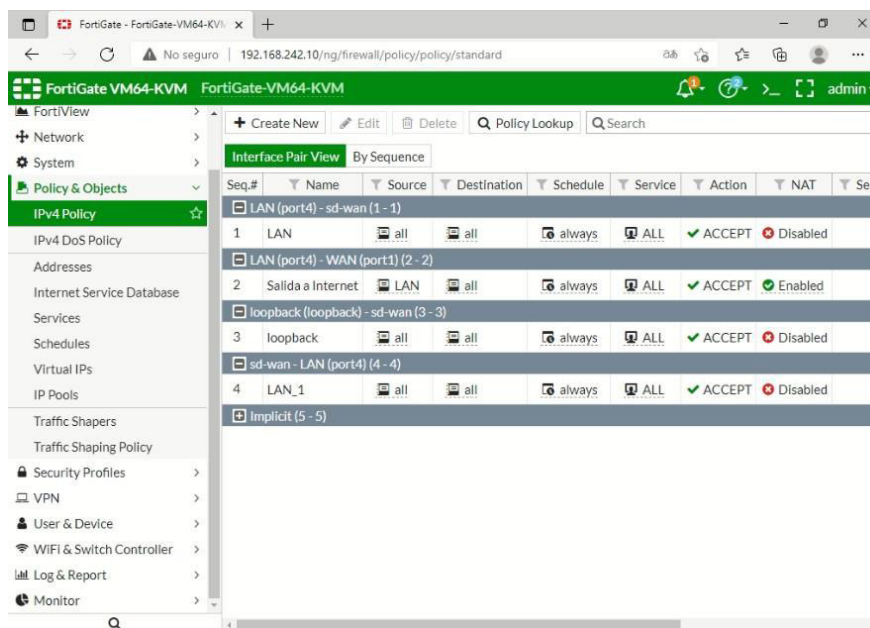 FortiGate - FortiGate-VM64-KVM
No seguro 192.168.242.10/ng/firewall/policy/policy/standard
FortiGate VM64-KVM FortiGate-VM64-KVM 1 2 >_ admin
FortiView
Network
System
Policy & Objects
IPv4 Policy
IPv4 DoS Policy
Addresses
Internet Service Database
Services
Schedules
Virtual IPs
IP Pools
Traffic Shapers
Traffic Shaping Policy
Security Profiles
VPN
User & Device
WiFi & Switch Controller
Log & Report
Monitor
+ Create New Edit Delete Policy Lookup Search
Interface Pair View By Sequence
Seq.# Name Source Destination Schedule Service Action NAT Se
LAN (port4) - sd-wan (1 - 1)
1 LAN all all always ALL ACCEPT Disabled
LAN (port4) - WAN (port1) (2 - 2)
2 Salida a Internet LAN all always ALL ACCEPT Enabled
loopback (loopback) - sd-wan (3 - 3)
3 loopback all all always ALL ACCEPT Disabled
sd-wan - LAN (port4) (4 - 4)
4 LAN_1 all all always ALL ACCEPT Disabled
Implicit (5 - 5)